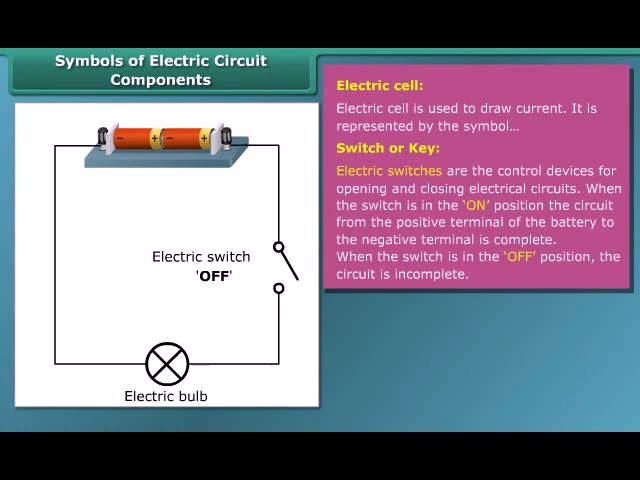 Symbols of Electric Circuit
Components
Electric cell:
Electric cell is used to draw current. It is
represented by the symbol...
Switch or Key:
Electric switches are the control devices for
opening and closing electrical circuits. When
the switch is in the ‘ON’ position the circuit
from the positive terminal of the battery to
the negative terminal is complete.
When the switch is in the ‘OFF’ position, the
circuit is incomplete.
– + – +
Electric switch
'OFF'
Electric bulb